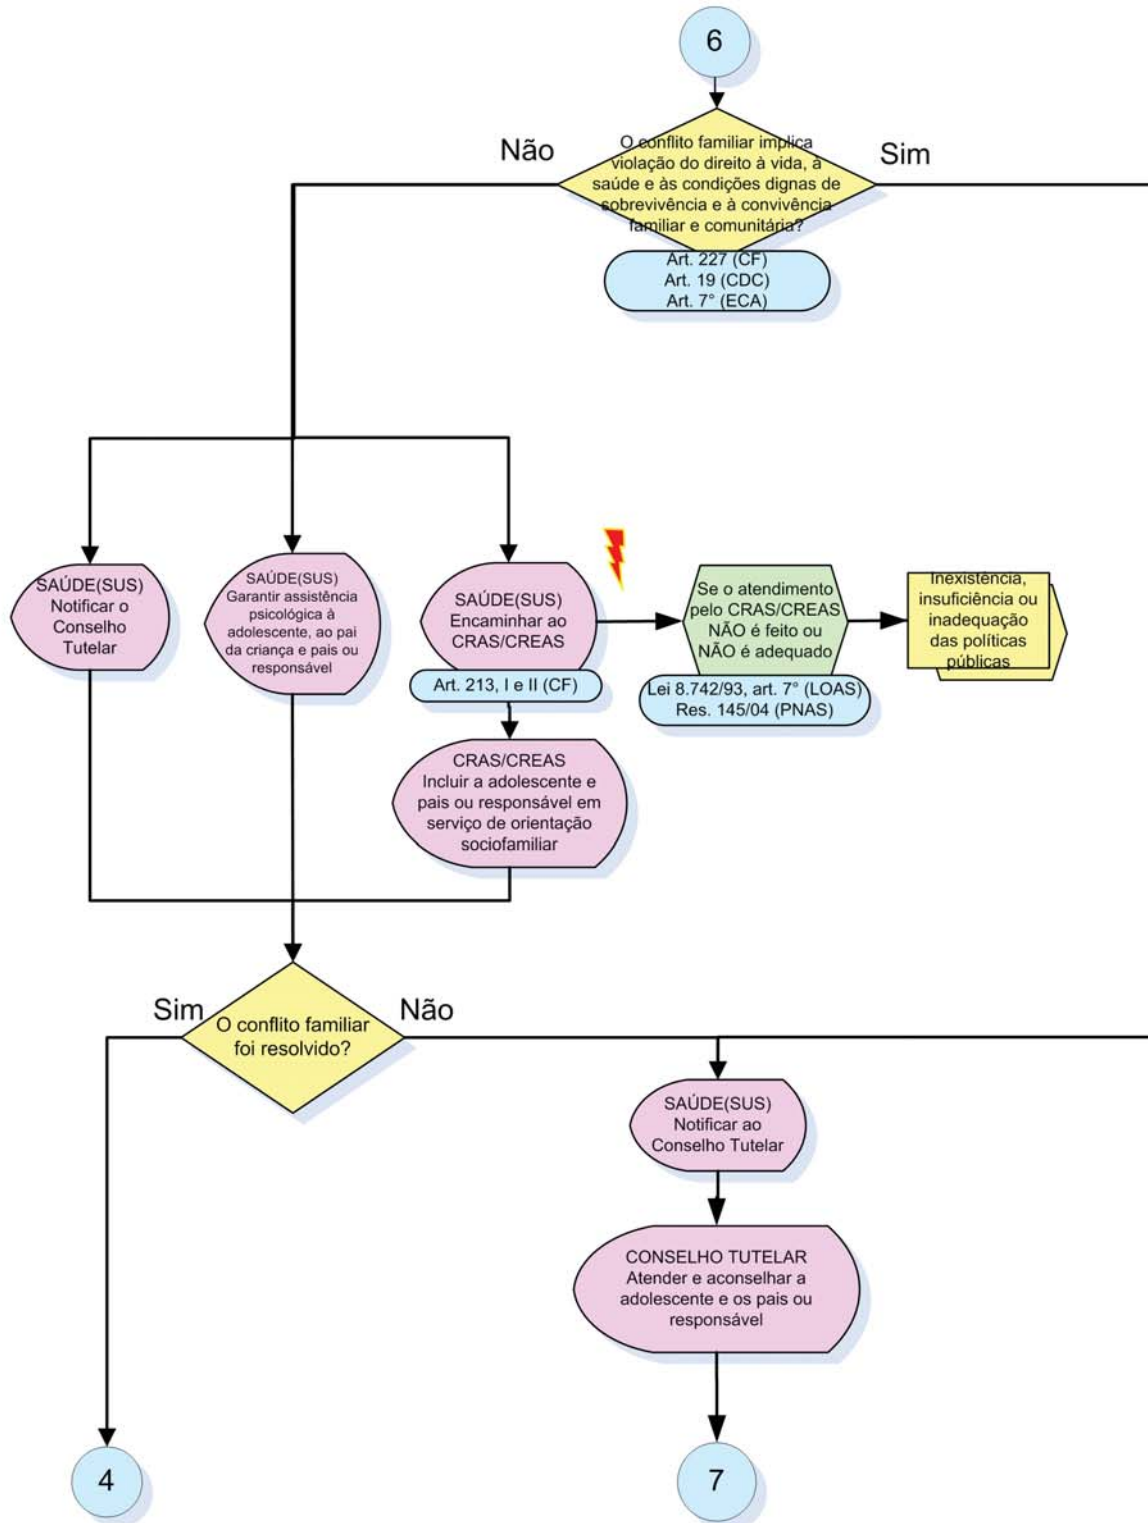 6
Não
Sim
O conflito familiar implica
violação do direito à vida, à
saúde e às condições dignas de
sobrevivência e à convivência
familiar e comunitária?
Art. 227 (CF)
Art. 19 (CDC)
Art. 7° (ECA)
SAÚDE(SUS)
Notificar o
Conselho
Tutelar
SAÚDE(SUS)
Garantir assistência
psicológica à
adolescente, ao pai
da criança e pais ou
responsável
SAÚDE(SUS)
Encaminhar ao
CRAS/CREAS
Art. 213, I e II (CF)
Se o atendimento
pelo CRAS/CREAS
NÃO é feito ou
NÃO é adequado
Lei 8.742/93, art. 7° (LOAS)
Res. 145/04 (PNAS)
Inexistência,
insuficiência ou
inadequação
das políticas
públicas
CRAS/CREAS
Incluir a adolescente e
pais ou responsável em
serviço de orientação
sociofamiliar
Sim
Não
O conflito familiar
foi resolvido?
SAÚDE(SUS)
Notificar ao
Conselho Tutelar
CONSELHO TUTELAR
Atender e aconselhar a
adolescente e os pais ou
responsável
4
7